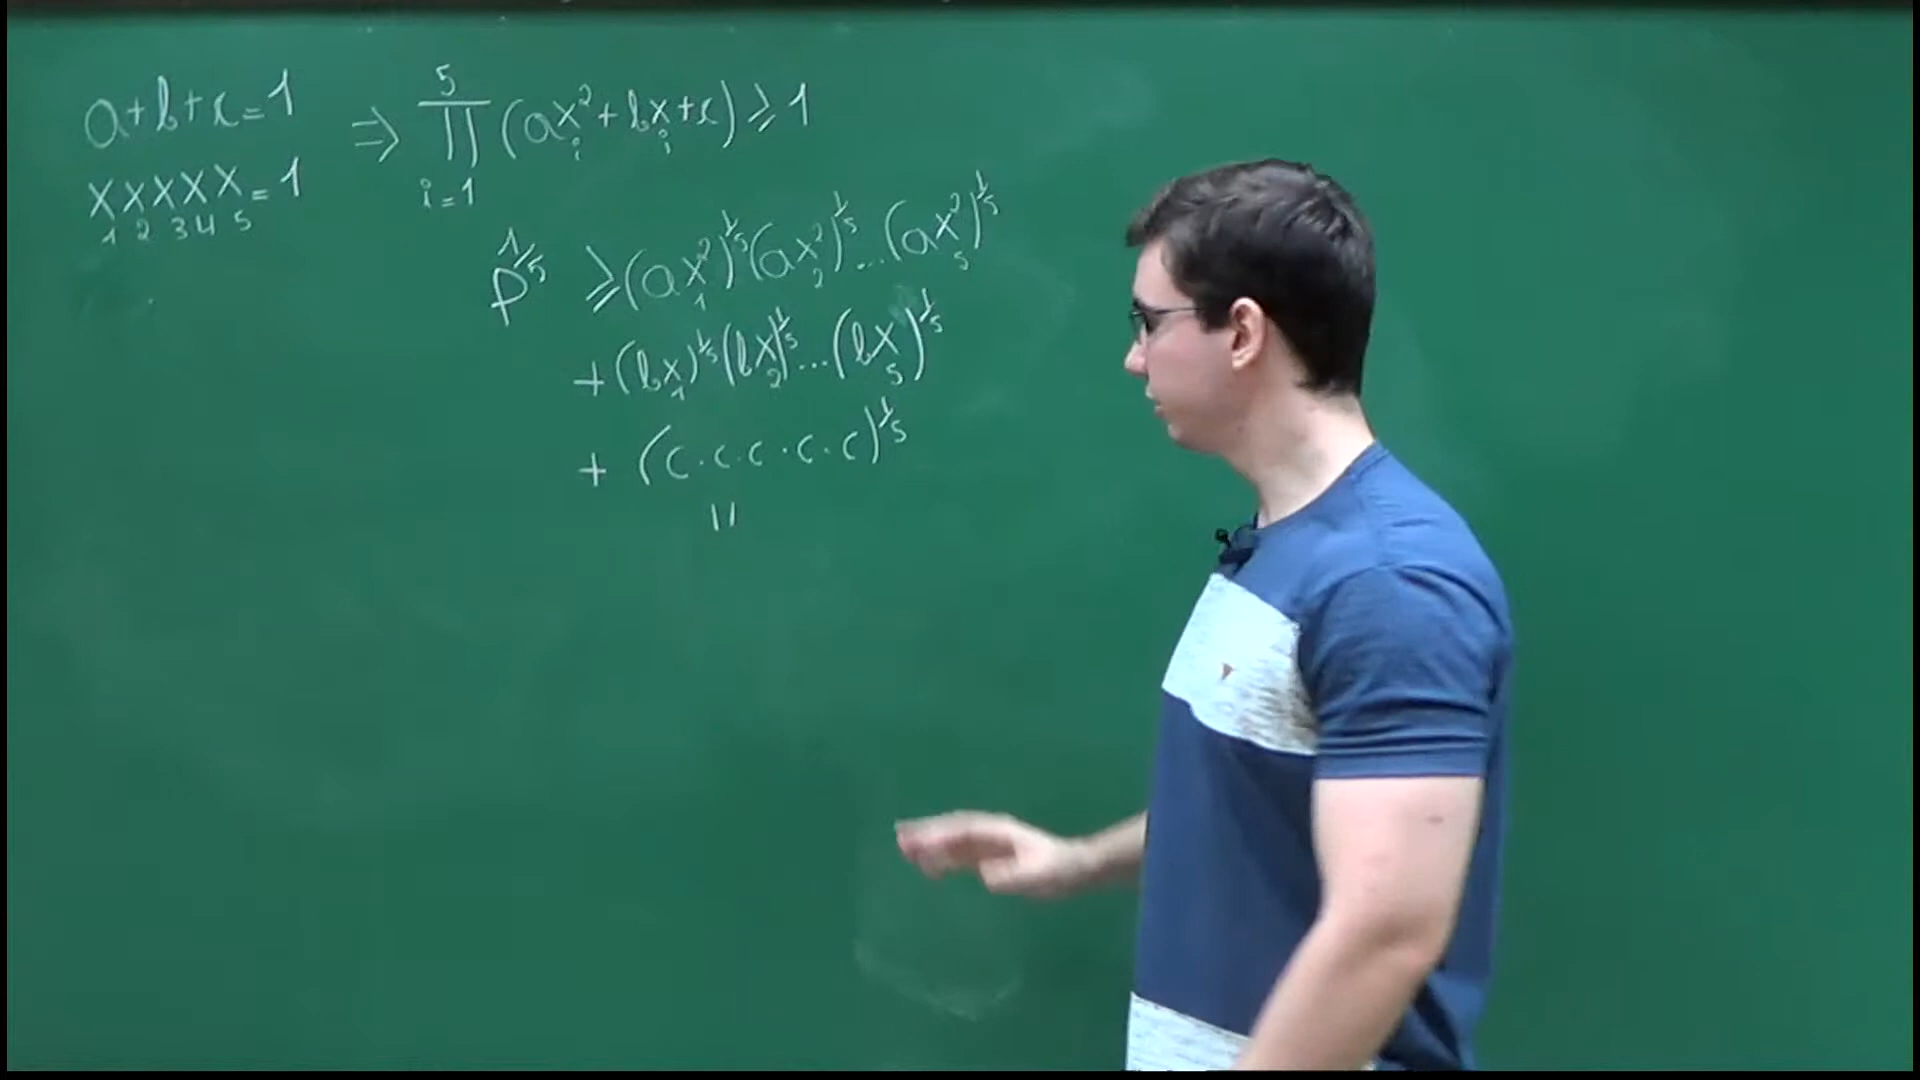 a+b+c=1
x₁x₂x₃x₄x₅=1
⇒ ∏_{i=1}^{5} (ax_i²+bx_i+c) ≥ 1
P^{1/5} ≥ (ax₁²)^{1/5}(ax₂²)^{1/5}...(ax₅²)^{1/5}
+(bx₁)^{1/5}(bx₂)^{1/5}...(bx₅)^{1/5}
+(c·c·c·c·c)^{1/5}
=